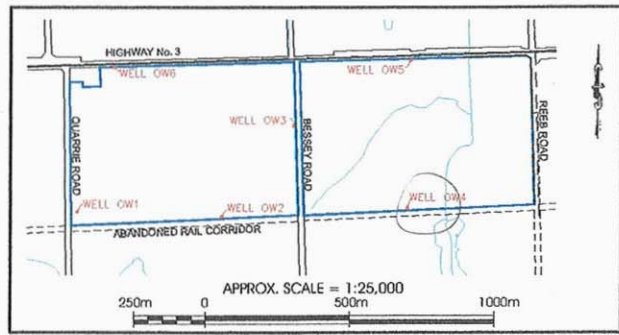 HIGHWAY No. 3
WELL OW6
WELL OW5
QUARRIE ROAD
WELL OW3
BESSEY ROAD
REEB ROAD
WELL OW1
WELL OW2
WELL OW4
ABANDONED RAIL CORRIDOR
APPROX. SCALE = 1:25,000
250m 0 500m 1000m